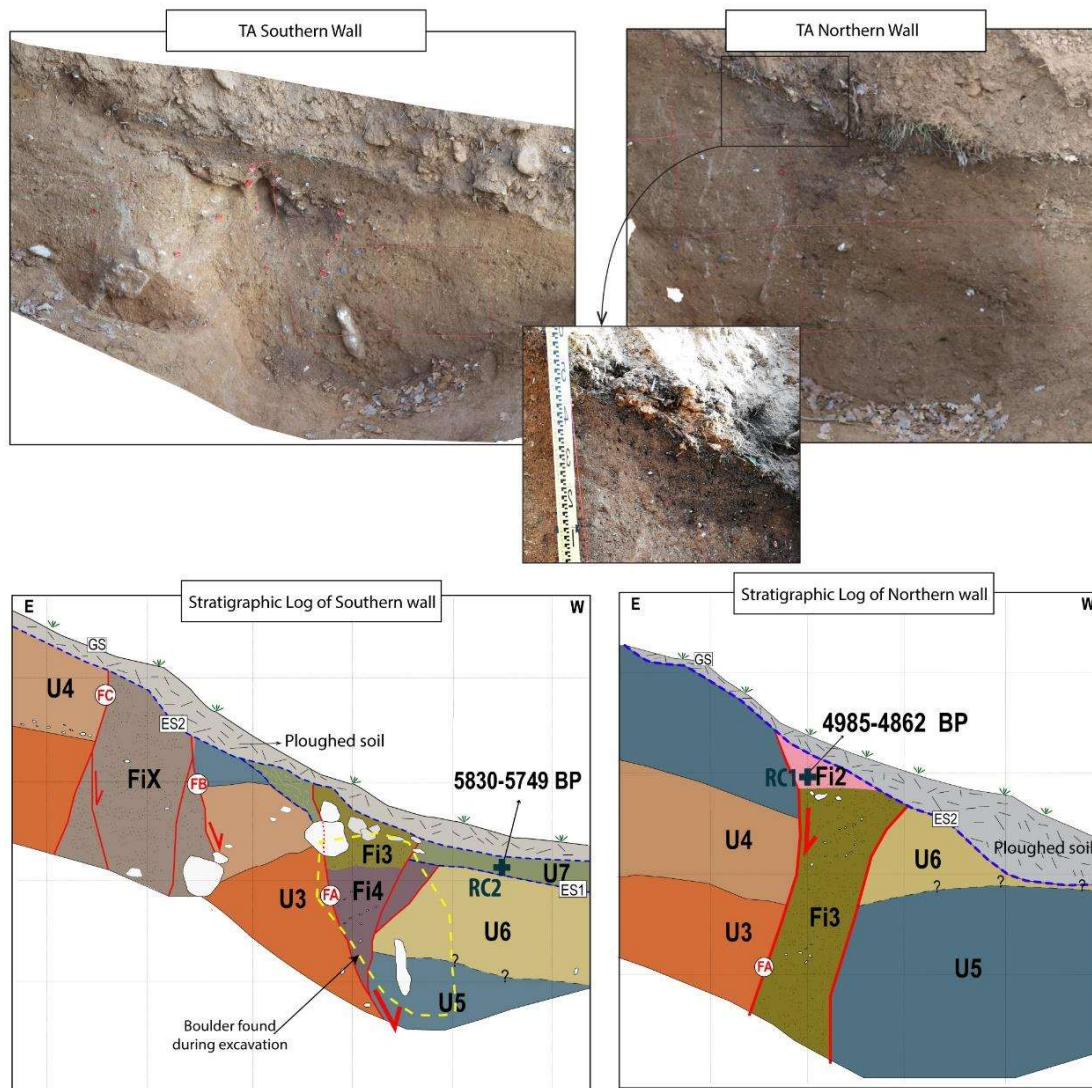 TA Southern Wall
TA Northern Wall
Stratigraphic Log of Southern wall
E
W
GS
U4
FC
ES2
Ploughed soil
FiX
FB
5830-5749 BP
Fi3
U7
RC2
ES1
Fi4
U3
FA
U6
U5
Boulder found
during excavation
Stratigraphic Log of Northern wall
E
W
GS
4985-4862 BP
RC1
Fi2
ES2
Ploughed soil
U4
U6
? ? ?
U3
Fi3
FA
U5
? ?